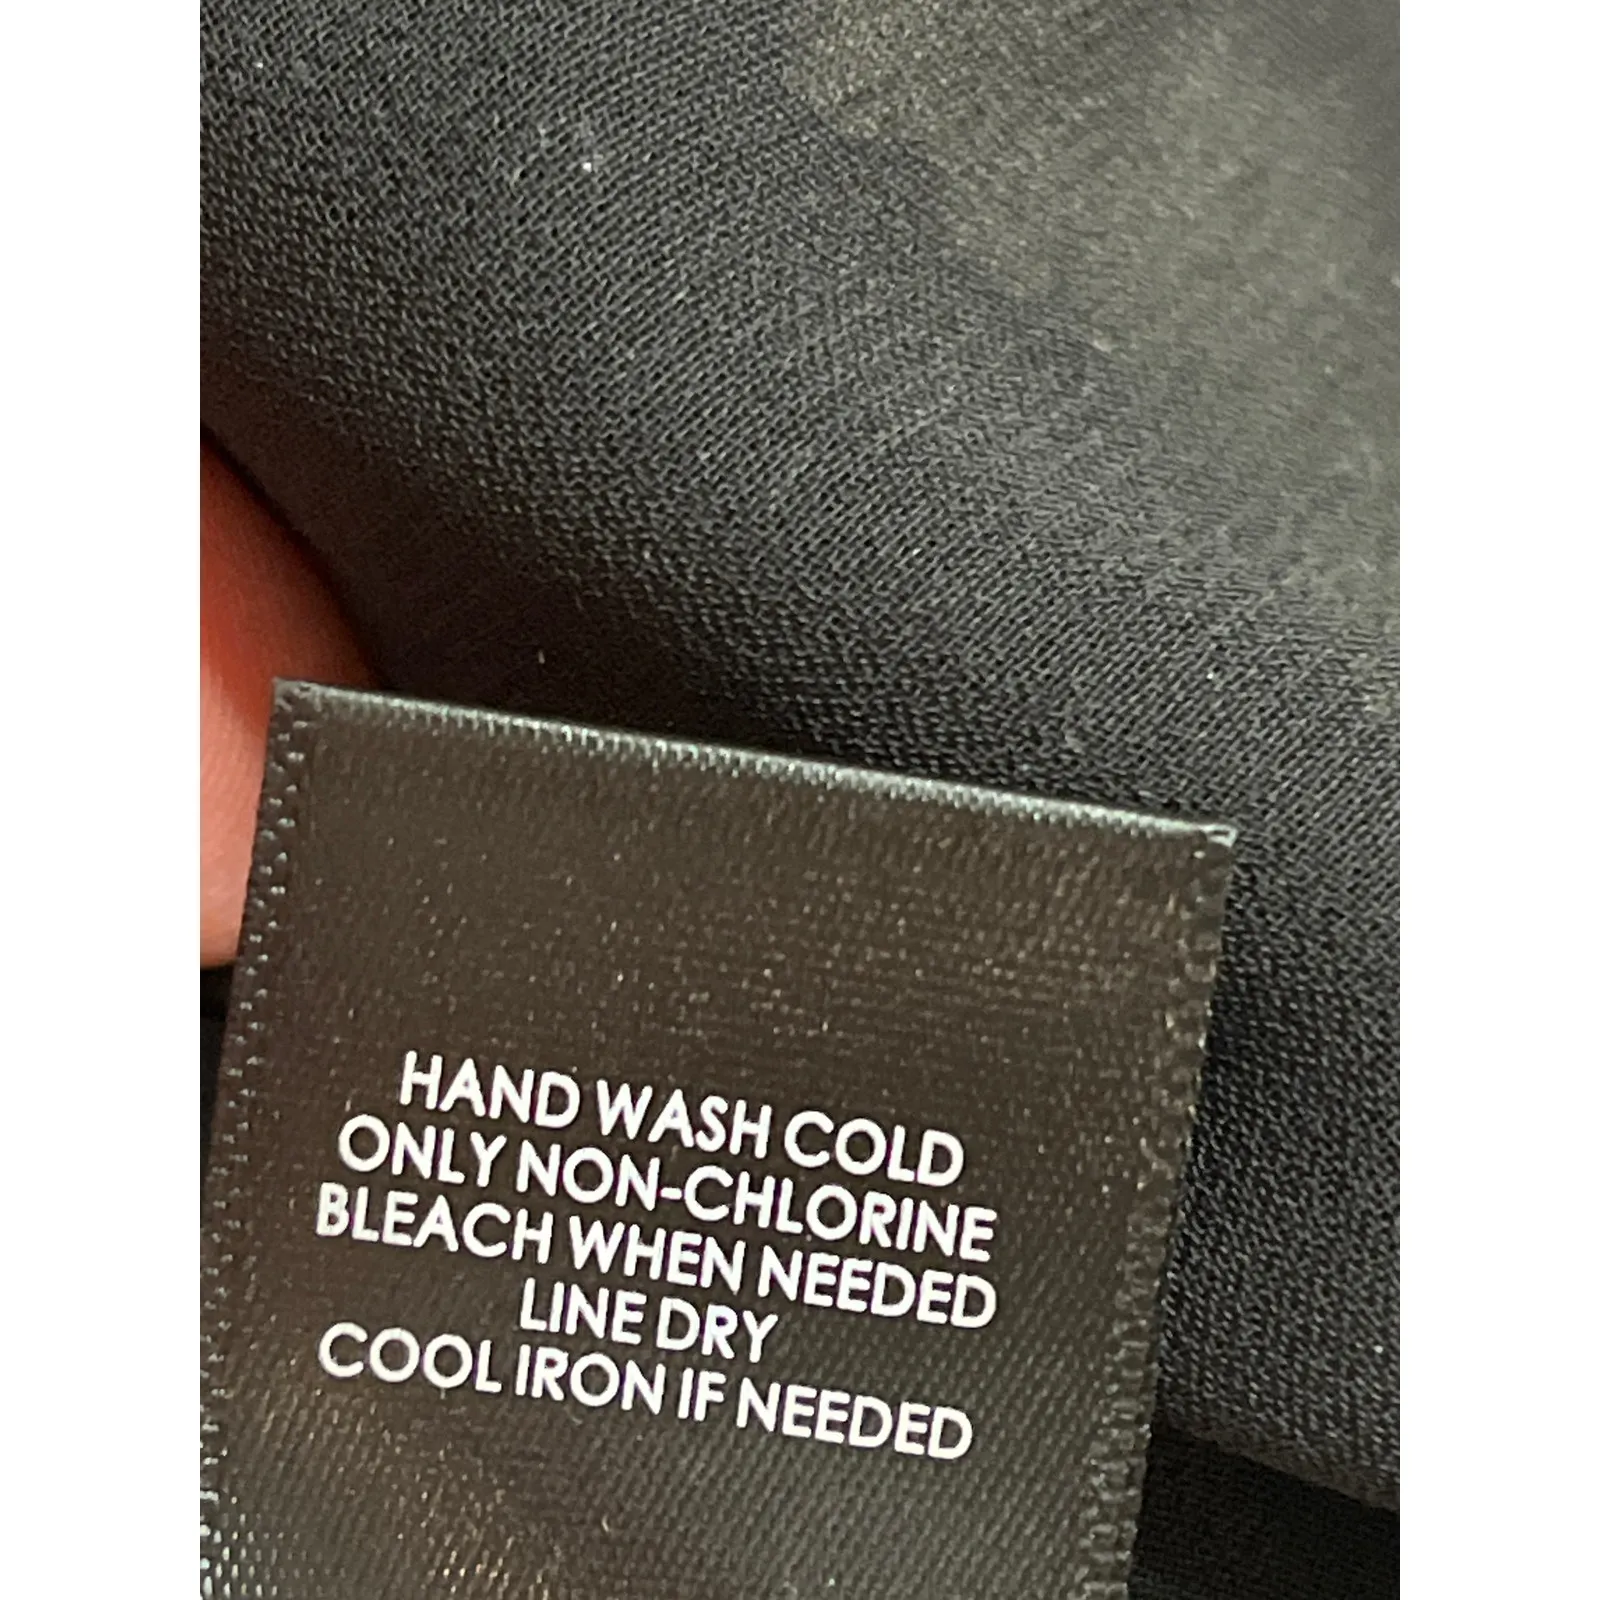 HAND WASH COLD
ONLY NON-CHLORINE
BLEACH WHEN NEEDED
LINE DRY
COOL IRON IF NEEDED